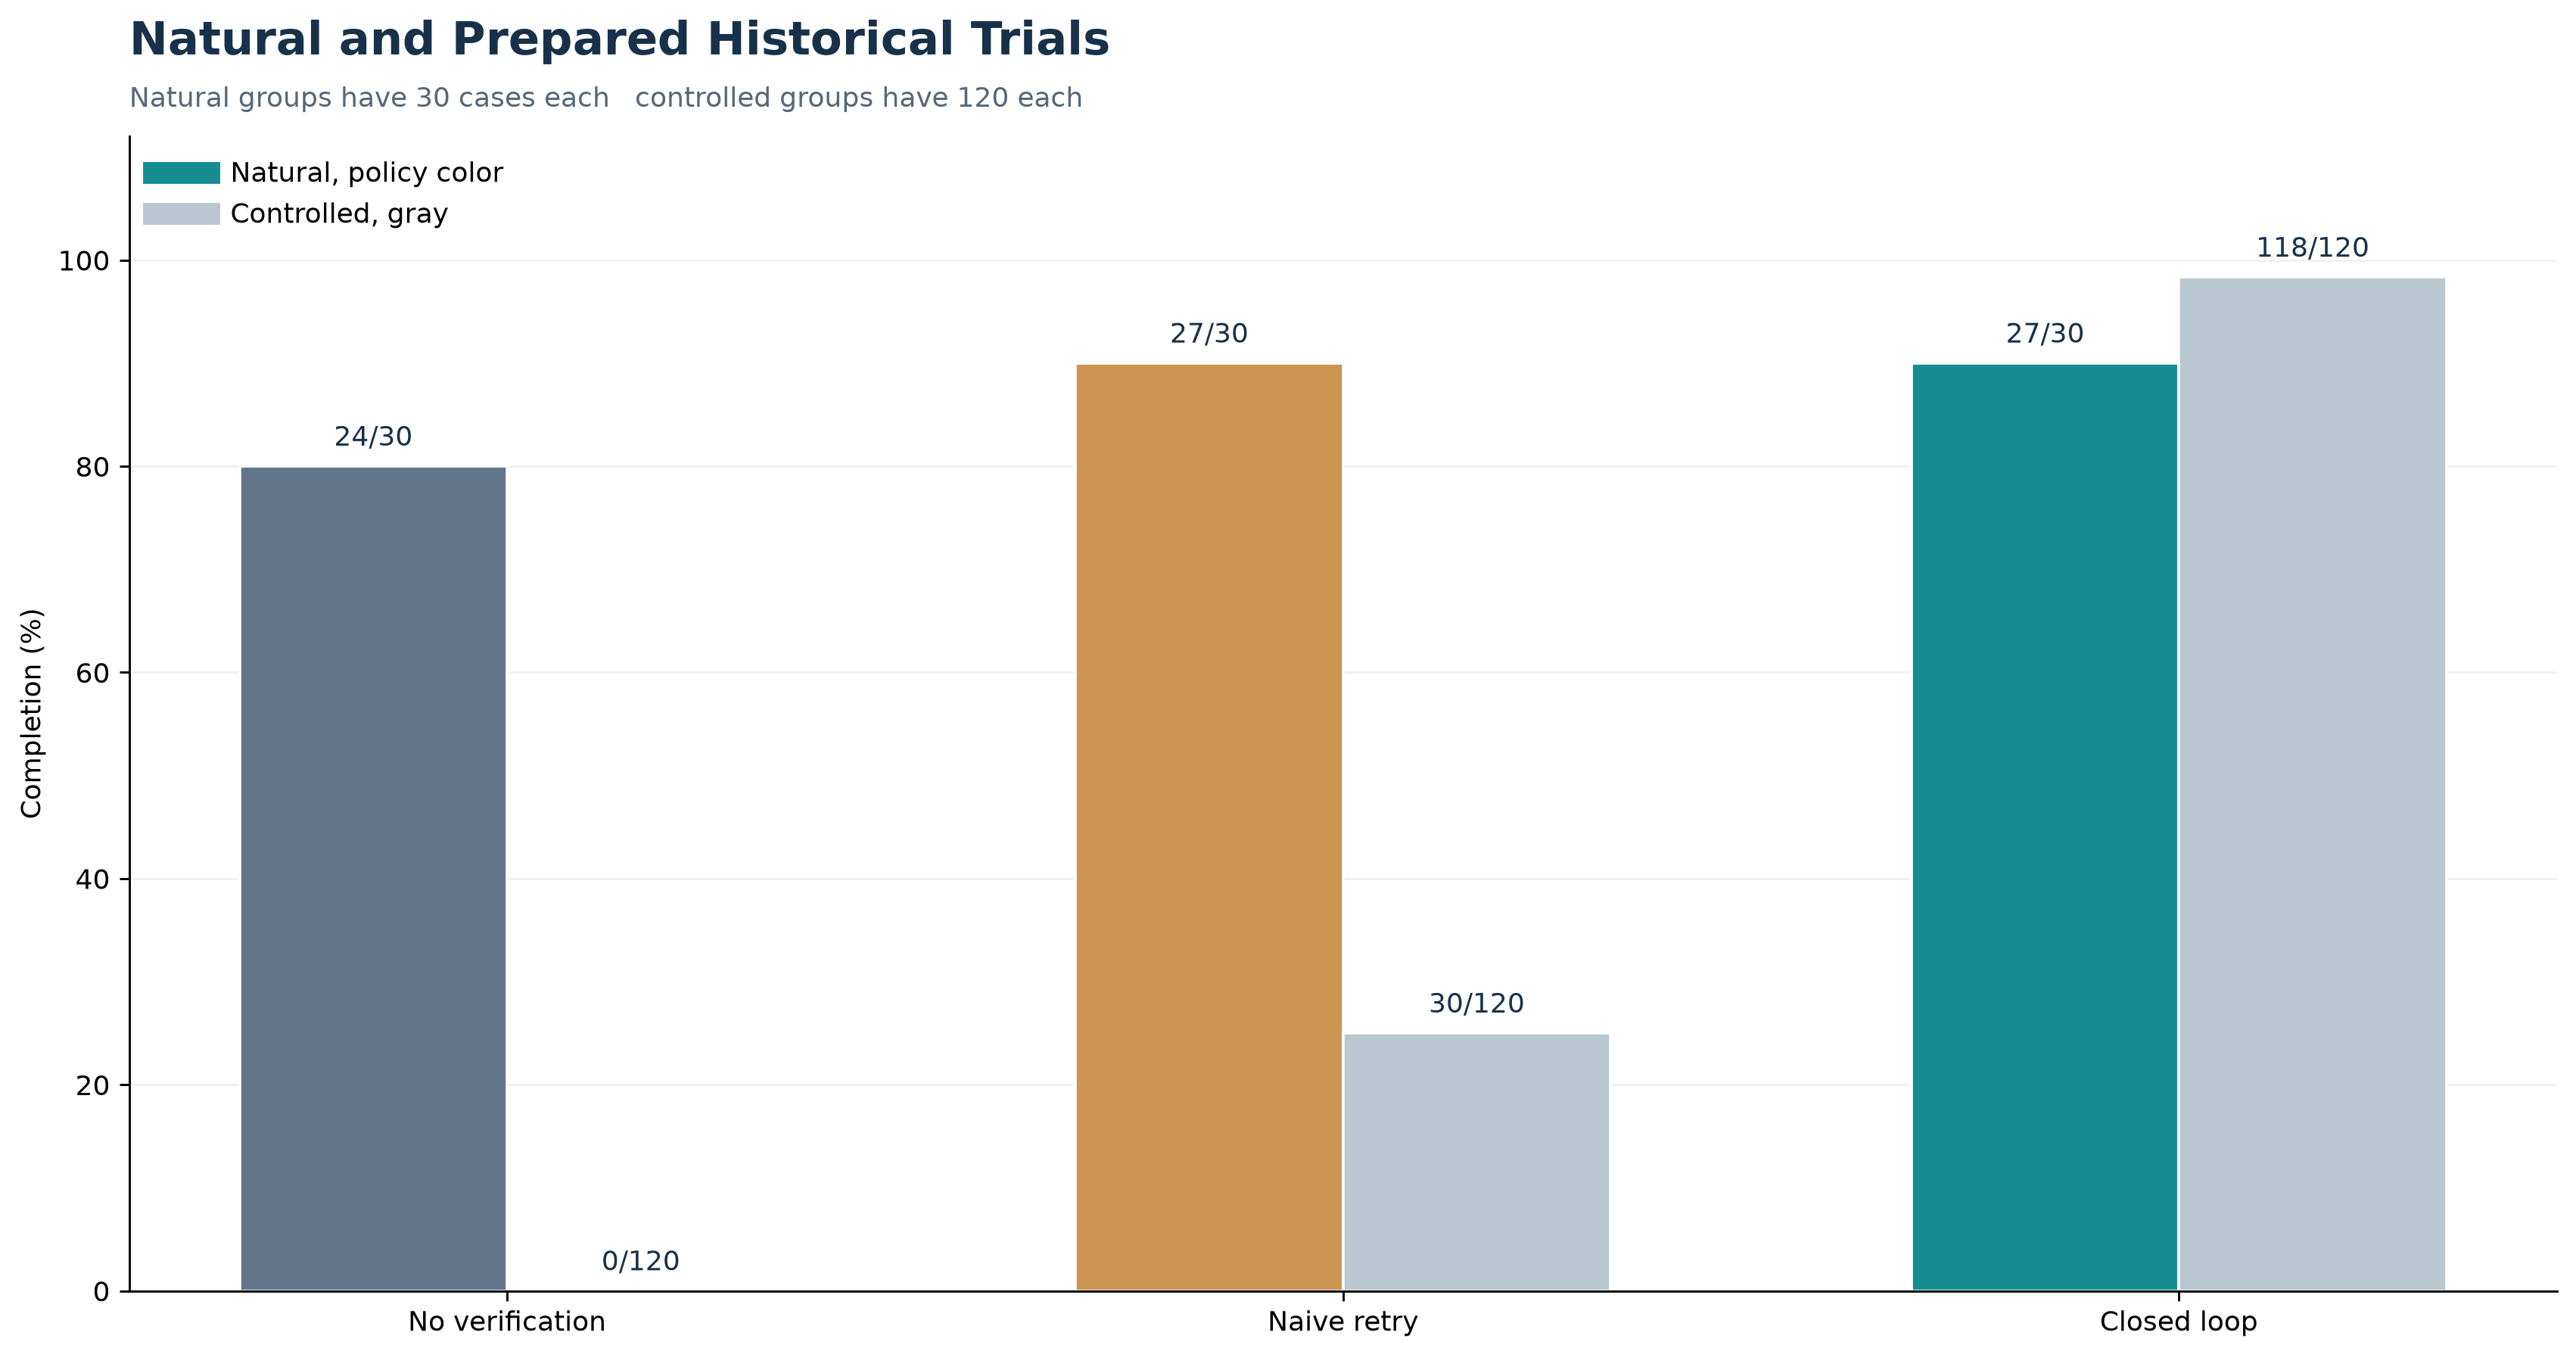 Natural and Prepared Historical Trials
Natural groups have 30 cases each   controlled groups have 120 each
Natural, policy color
Controlled, gray
Completion (%)
100
80
60
40
20
0
24/30
0/120
27/30
30/120
27/30
118/120
No verification
Naive retry
Closed loop